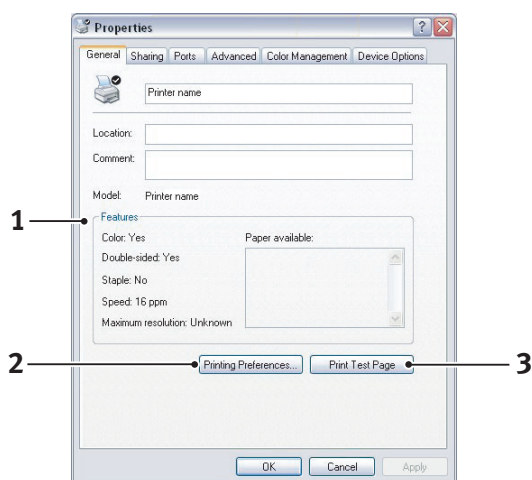 Properties
General Sharing Ports Advanced Color Management Device Options
Printer name
Location:
Comment:
Model: Printer name
1
Features
Color: Yes Paper available:
Double-sided: Yes
Staple: No
Speed: 16 ppm
Maximum resolution: Unknown
2 Printing Preferences... Print Test Page 3
OK Cancel Apply